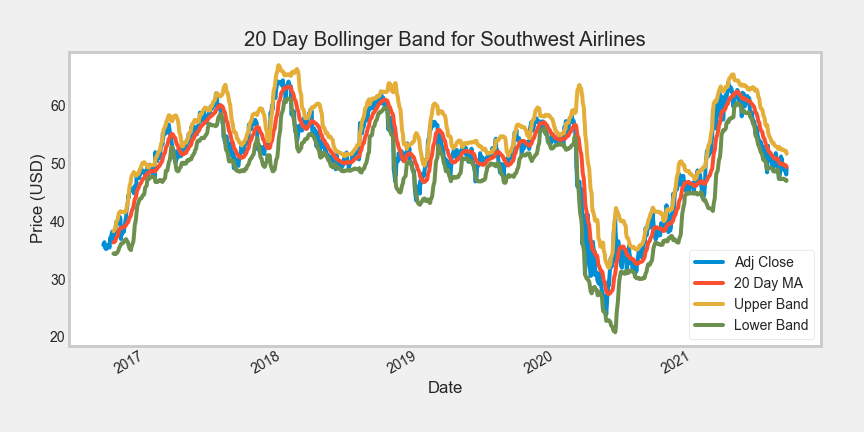 20 Day Bollinger Band for Southwest Airlines
Price (USD)
60
50
40
30
20
2017
2018
2019
2020
2021
Date
Adj Close
20 Day MA
Upper Band
Lower Band